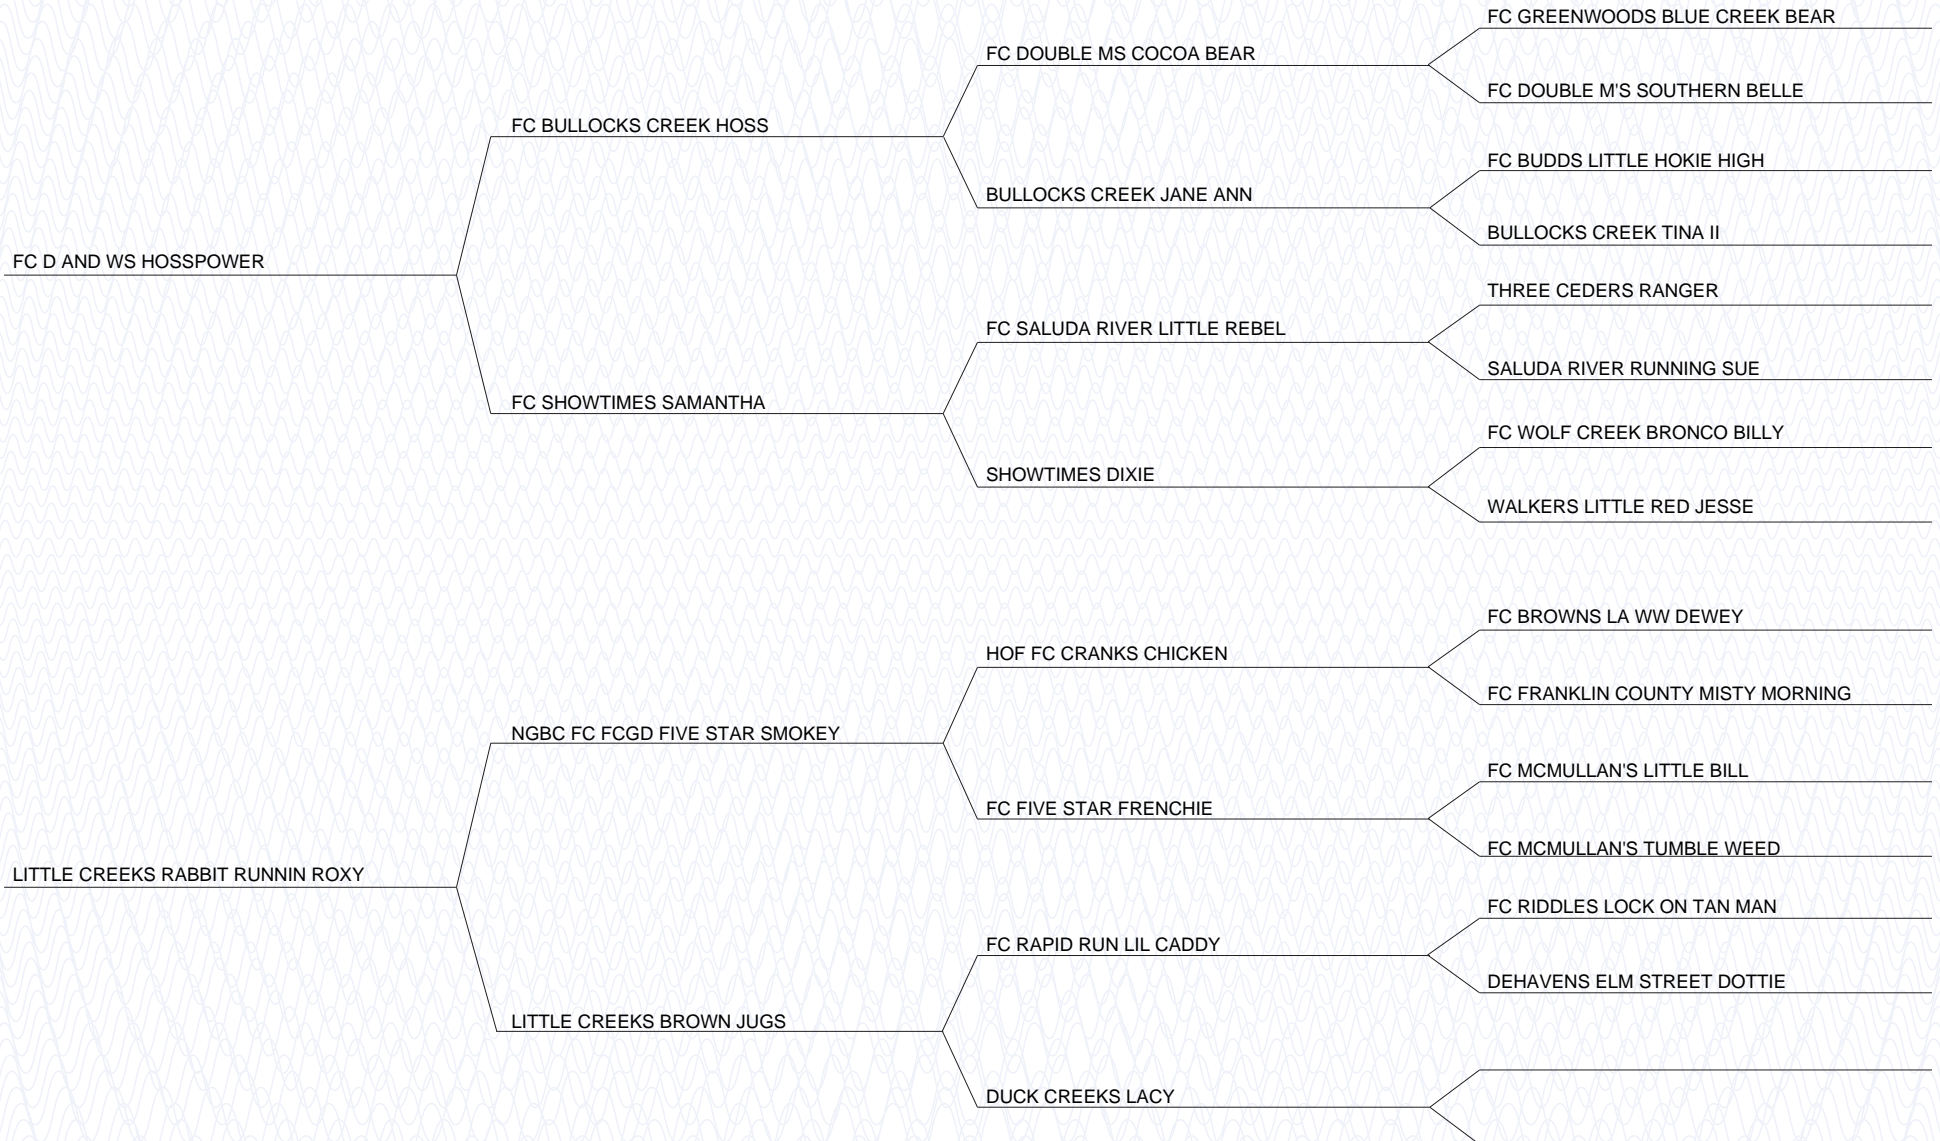 FC GREENWOODS BLUE CREEK BEAR
FC DOUBLE MS COCOA BEAR
FC DOUBLE M'S SOUTHERN BELLE
FC BULLOCKS CREEK HOSS
FC BUDDS LITTLE HOKIE HIGH
BULLOCKS CREEK JANE ANN
BULLOCKS CREEK TINA II
FC D AND WS HOSSPOWER
THREE CEDERS RANGER
FC SALUDA RIVER LITTLE REBEL
SALUDA RIVER RUNNING SUE
FC SHOWTIMES SAMANTHA
FC WOLF CREEK BRONCO BILLY
SHOWTIMES DIXIE
WALKERS LITTLE RED JESSE
FC BROWNS LA WW DEWEY
HOF FC CRANKS CHICKEN
FC FRANKLIN COUNTY MISTY MORNING
NGBC FC FCGD FIVE STAR SMOKEY
FC MCMULLAN'S LITTLE BILL
FC FIVE STAR FRENCHIE
FC MCMULLAN'S TUMBLE WEED
LITTLE CREEKS RABBIT RUNNIN ROXY
FC RIDDLES LOCK ON TAN MAN
FC RAPID RUN LIL CADDY
DEHAVENS ELM STREET DOTTIE
LITTLE CREEKS BROWN JUGS
DUCK CREEKS LACY